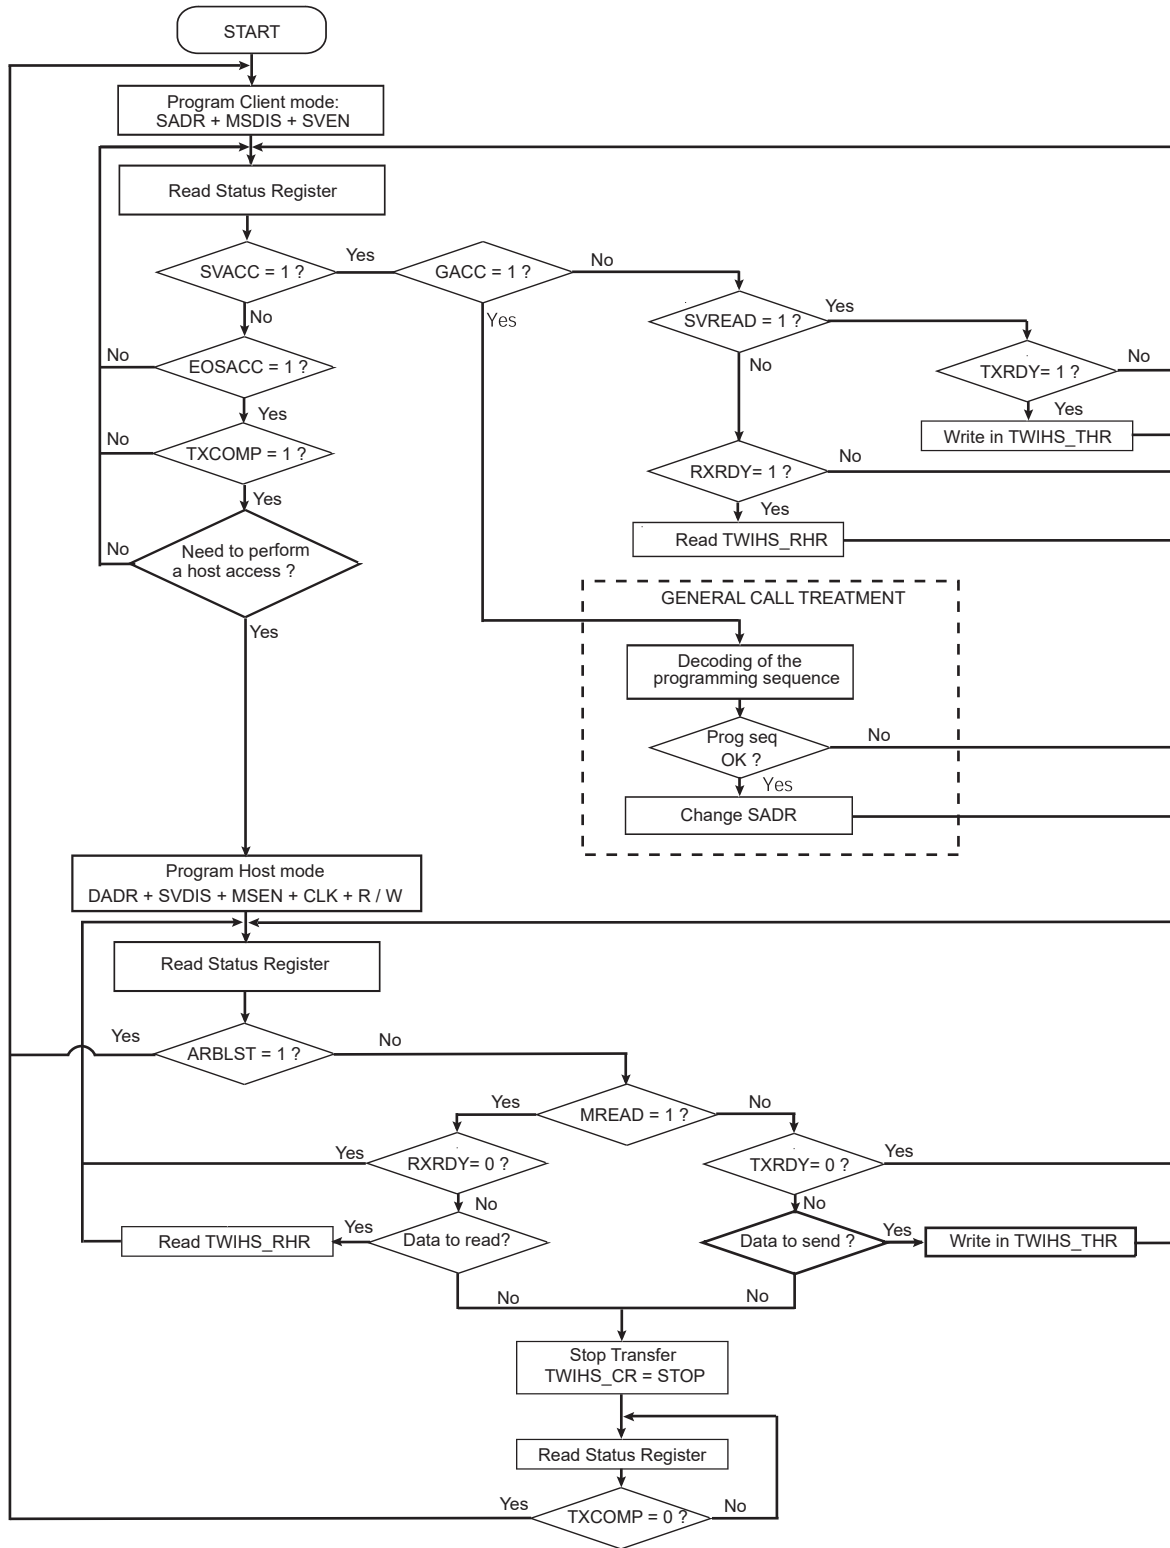 START
Program Client mode:
SADR + MSDIS + SVEN
Read Status Register
SVACC = 1 ?
Yes
GACC = 1 ?
No
No
Yes
SVREAD = 1 ?
Yes
No
EOSACC = 1 ?
No
TXRDY= 1 ?
No
Yes
Yes
Write in TWIHS_THR
No
TXCOMP = 1 ?
RXRDY= 1 ?
No
Yes
Yes
Read TWIHS_RHR
No
Need to perform
a host access ?
Yes
GENERAL CALL TREATMENT
Decoding of the
programming sequence
Prog seq
OK ?
No
Yes
Change SADR
Program Host mode
DADR + SVDIS + MSEN + CLK + R / W
Read Status Register
Yes
ARBLST = 1 ?
No
Yes
MREAD = 1 ?
No
Yes
RXRDY= 0 ?
TXRDY= 0 ?
Yes
No
No
Read TWIHS_RHR
Yes
Data to read?
Data to send ?
Yes
Write in TWIHS_THR
No
No
Stop Transfer
TWIHS_CR = STOP
Read Status Register
Yes
TXCOMP = 0 ?
No